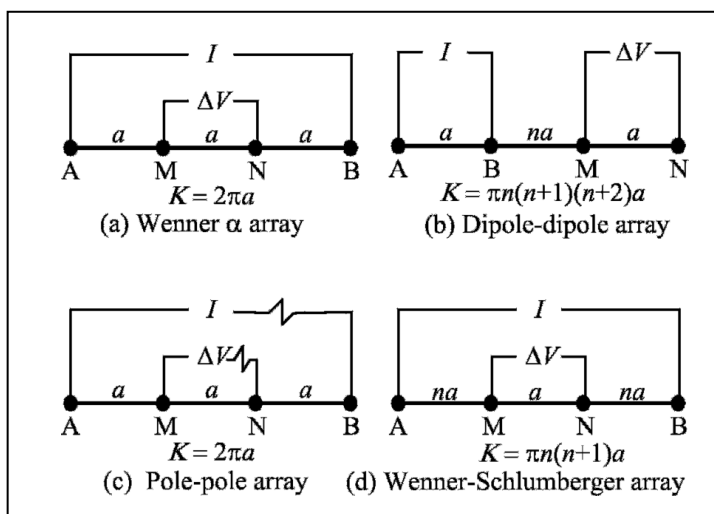 I
ΔV
a a a
A M N B
K = 2πa
(a) Wenner α array
I ΔV
a na a
A B M N
K = πn(n+1)(n+2)a
(b) Dipole-dipole array
I
ΔV
a a a
A M N B
K = 2πa
(c) Pole-pole array
I
ΔV
na a na
A M N B
K = πn(n+1)a
(d) Wenner-Schlumberger array